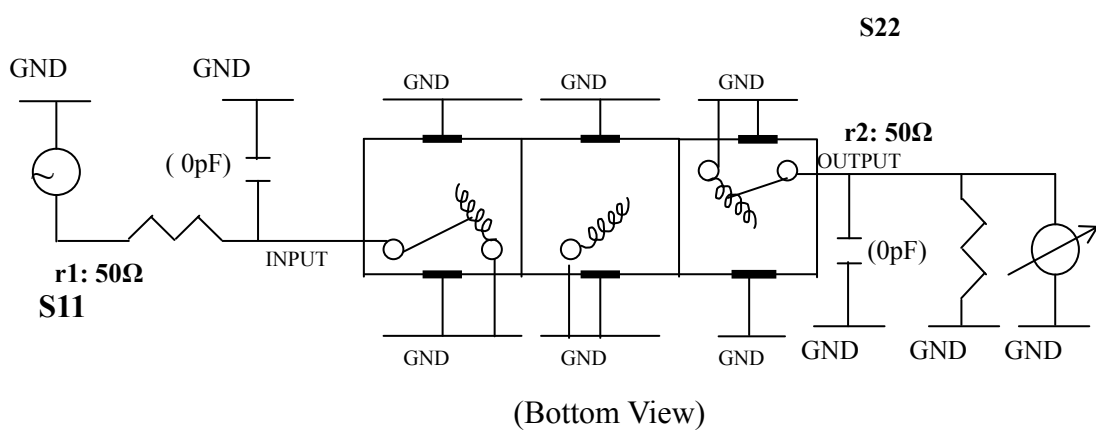 S22
GND
GND
GND
GND
GND
r2: 50Ω
( 0pF)
OUTPUT
INPUT
(0pF)
r1: 50Ω
S11
GND
GND
GND
GND
GND
GND
(Bottom View)